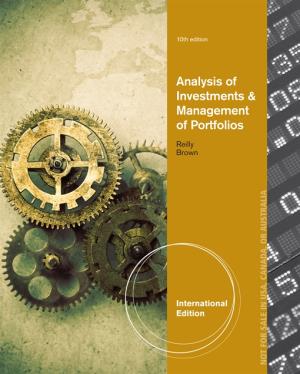 10th edition
Analysis of
Investments &
Management
of Portfolios
Reilly
Brown
International
Edition
NOT FOR SALE IN USA, CANADA, OR AUSTRALIA